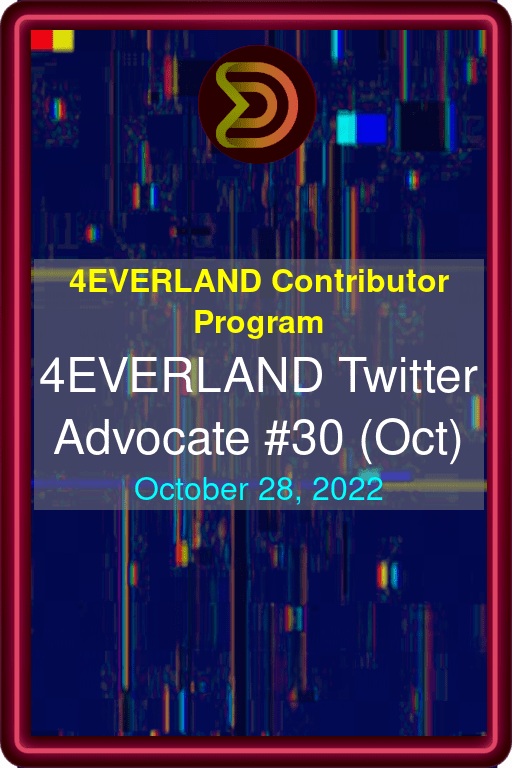 4EVERLAND Contributor
Program
4EVERLAND Twitter
Advocate #30 (Oct)
October 28, 2022